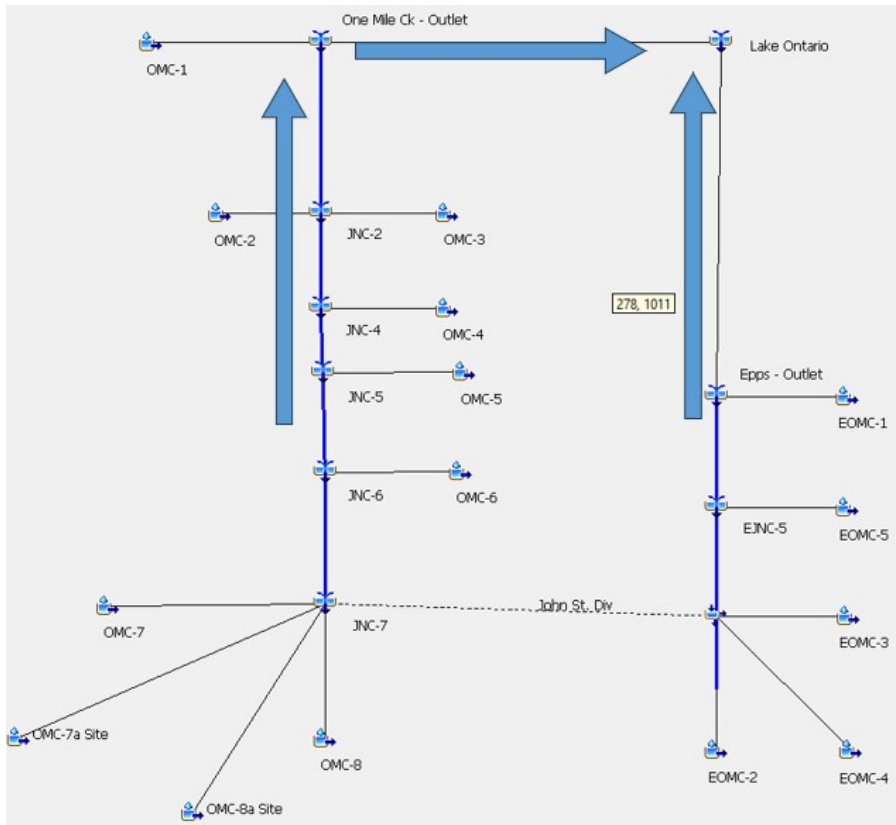 One Mile Ck - Outlet
Lake Ontario
OMC-1
OMC-2
JNC-2
OMC-3
278, 1011
JNC-4
OMC-4
Epps - Outlet
JNC-5
OMC-5
EOMC-1
JNC-6
OMC-6
EJNC-5
EOMC-5
John St. Div
OMC-7
JNC-7
EOMC-3
OMC-7a Site
OMC-8
EOMC-2
EOMC-4
OMC-8a Site